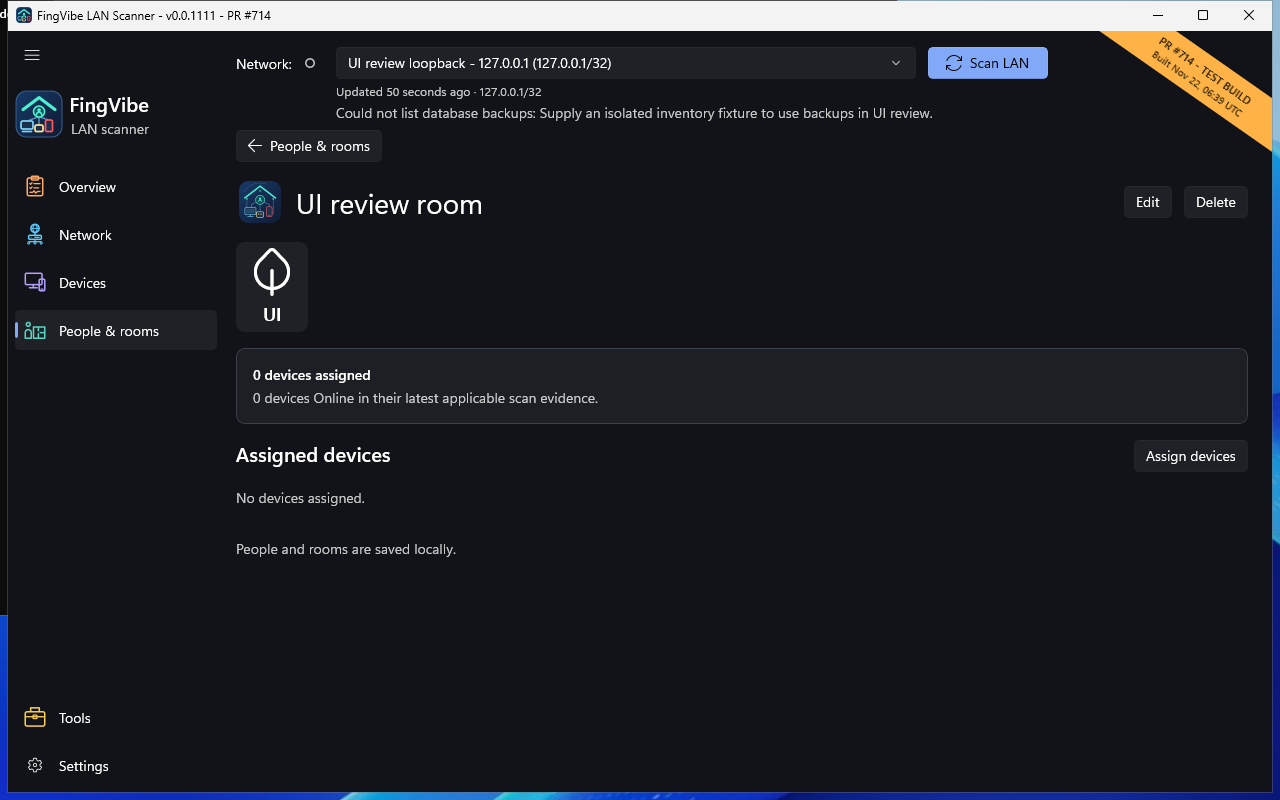 FingVibe LAN Scanner - v0.0.1111 - PR #714
Network:
UI review loopback - 127.0.0.1 (127.0.0.1/32)
Scan LAN
PR #714 - TEST BUILD
Built Nov 22, 06:39 UTC
Updated 50 seconds ago · 127.0.0.1/32
Could not list database backups: Supply an isolated inventory fixture to use backups in UI review.
FingVibe
LAN scanner
Overview
Network
Devices
People & rooms
Tools
Settings
People & rooms
UI review room
Edit
Delete
UI
0 devices assigned
0 devices Online in their latest applicable scan evidence.
Assigned devices
Assign devices
No devices assigned.
People and rooms are saved locally.